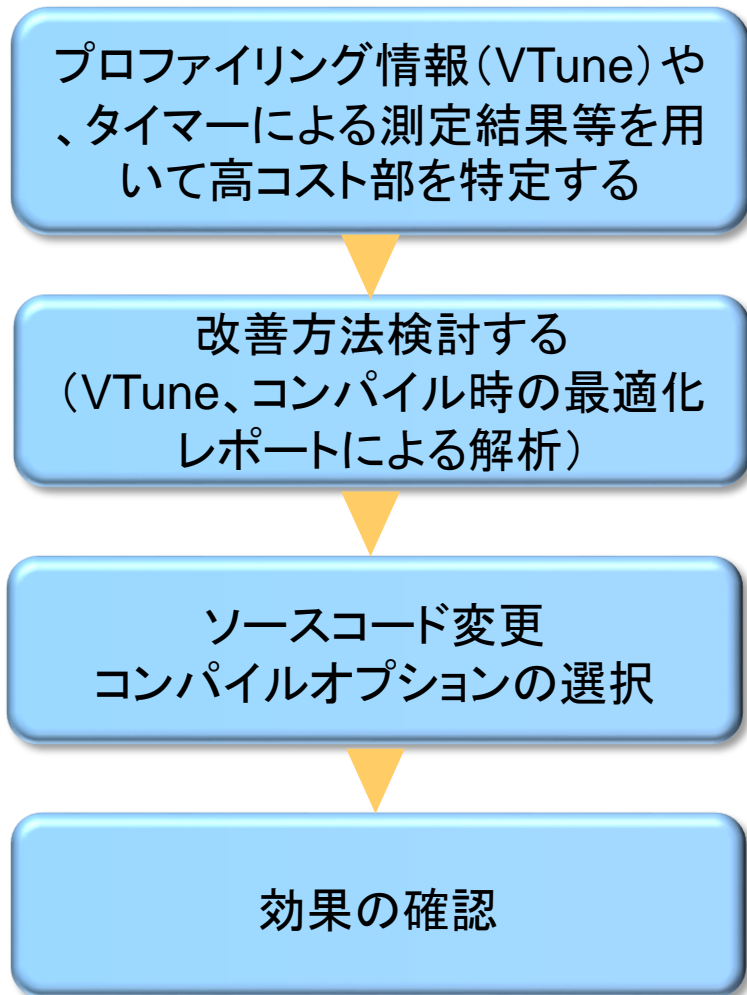 プロファイリング情報（VTune）や
、タイマーによる測定結果等を用
いて高コスト部を特定する
改善方法検討する
（VTune、コンパイル時の最適化
レポートによる解析）
ソースコード変更
コンパイルオプションの選択
効果の確認